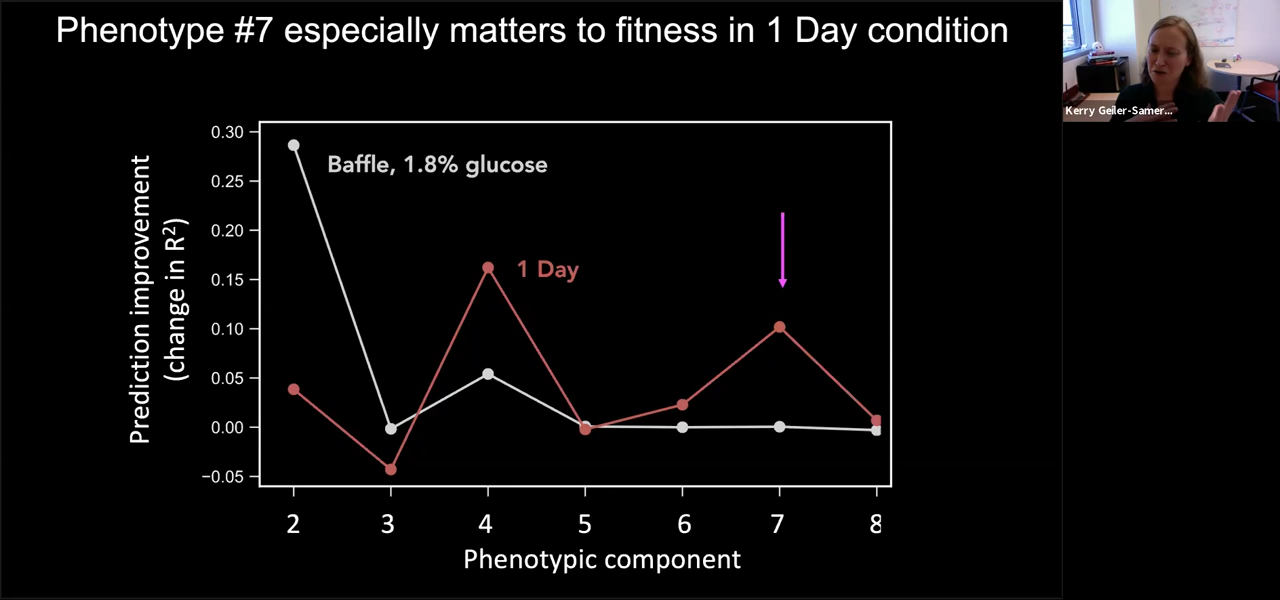 Phenotype #7 especially matters to fitness in 1 Day condition
Kerry Geiler-Samer...
Prediction improvement
(change in R²)
0.30
0.25
0.20
0.15
0.10
0.05
0.00
−0.05
Baffle, 1.8% glucose
1 Day
2 3 4 5 6 7 8
Phenotypic component